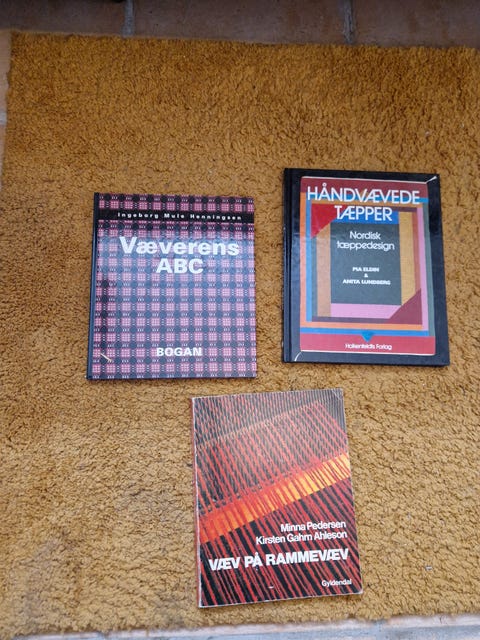 Ingeborg Mule Henningsen
Væverens
ABC
BOGAN
HÅNDVÆVEDE
TÆPPER
Nordisk
tæppedesign
PIA ELDIN
&
ANITA LUNDBERG
Holkenfeldts Forlag
Minna Pedersen
Kirsten Gahrn Ahleson
VÆV PÅ RAMMEVÆV
Gyldendal